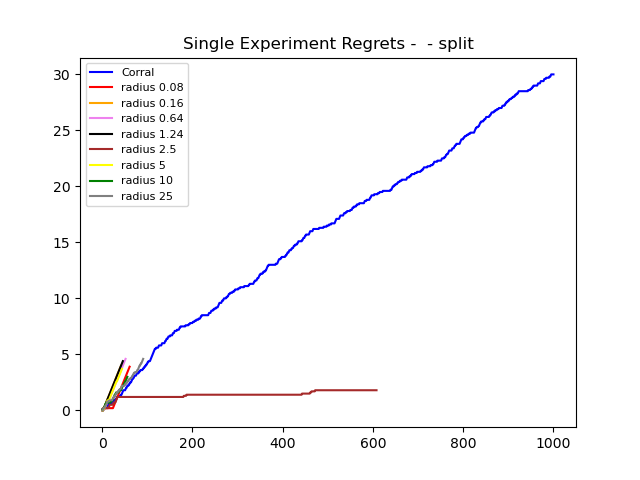 Single Experiment Regrets -  - split
30
25
20
15
10
5
0
Corral
radius 0.08
radius 0.16
radius 0.64
radius 1.24
radius 2.5
radius 5
radius 10
radius 25
0 200 400 600 800 1000